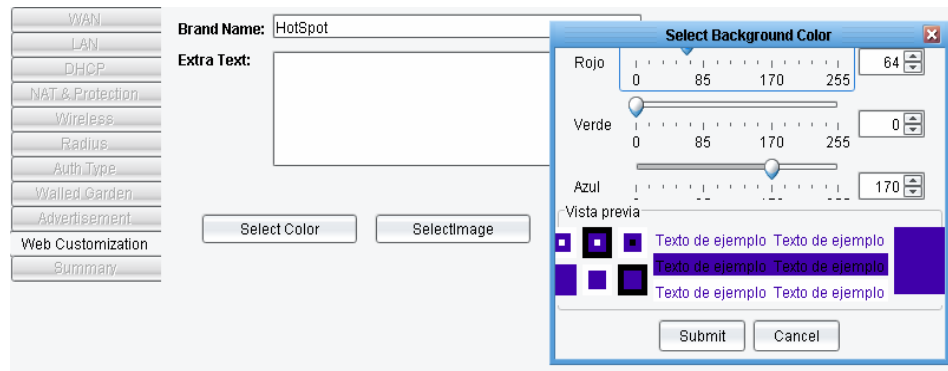 WAN
LAN
DHCP
NAT & Protection
Wireless
Radius
Auth Type
Walled Garden
Advertisement
Web Customization
Summary
Brand Name: HotSpot
Extra Text:
Select Color SelectImage
Select Background Color
Rojo 64
0 85 170 255
Verde 0
0 85 170 255
Azul 170
Vista previa
Texto de ejemplo Texto de ejemplo
Texto de ejemplo Texto de ejemplo
Texto de ejemplo Texto de ejemplo
Submit Cancel